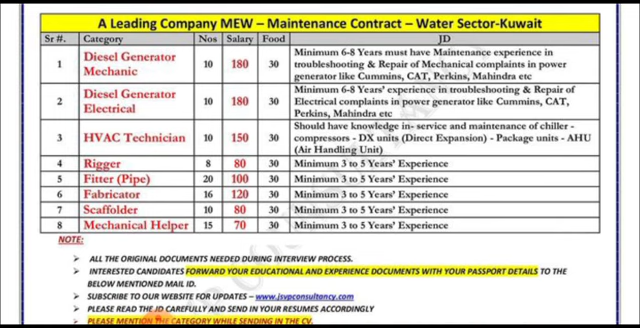 A Leading Company MEW – Maintenance Contract – Water Sector-Kuwait
Sr #. Category Nos Salary Food JD
1 Diesel Generator Mechanic 10 180 30 Minimum 6-8 Years must have Maintenance experience in
troubleshooting & Repair of Mechanical complaints in power
generator like Cummins, CAT, Perkins, Mahindra etc
2 Diesel Generator Electrical 10 180 30 Minimum 6-8 Years' experience in troubleshooting & Repair of
Electrical complaints in power generator like Cummins, CAT,
Perkins, Mahindra etc
3 HVAC Technician 10 150 30 Should have knowledge in- service and maintenance of chiller -
compressors - DX units (Direct Expansion) - Package units - AHU
(Air Handling Unit)
4 Rigger 8 80 30 Minimum 3 to 5 Years' Experience
5 Fitter (Pipe) 20 100 30 Minimum 3 to 5 Years' Experience
6 Fabricator 16 120 30 Minimum 3 to 5 Years' Experience
7 Scaffolder 10 80 30 Minimum 3 to 5 Years' Experience
8 Mechanical Helper 15 70 30 Minimum 3 to 5 Years' Experience
NOTE:
➢ ALL THE ORIGINAL DOCUMENTS NEEDED DURING INTERVIEW PROCESS.
➢ INTERESTED CANDIDATES FORWARD YOUR EDUCATIONAL AND EXPERIENCE DOCUMENTS WITH YOUR PASSPORT DETAILS TO THE
BELOW MENTIONED MAIL ID.
➢ SUBSCRIBE TO OUR WEBSITE FOR UPDATES – www.jsvpconsultancy.com
➢ PLEASE READ THE JD CAREFULLY AND SEND IN YOUR RESUMES ACCORDINGLY
➢ PLEASE MENTION THE CATEGORY WHILE SENDING IN THE CV.